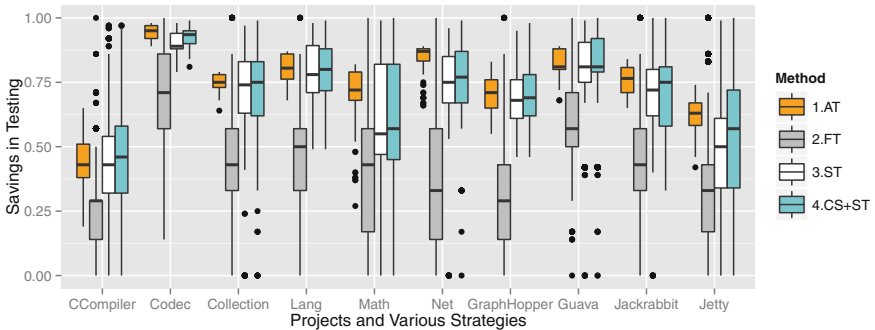 Savings in Testing
1.00
0.75
0.50
0.25
0.00
CCompiler Codec Collection Lang Math Net GraphHopper Guava Jackrabbit Jetty
Projects and Various Strategies
Method
1.AT
2.FT
3.ST
4.CS+ST